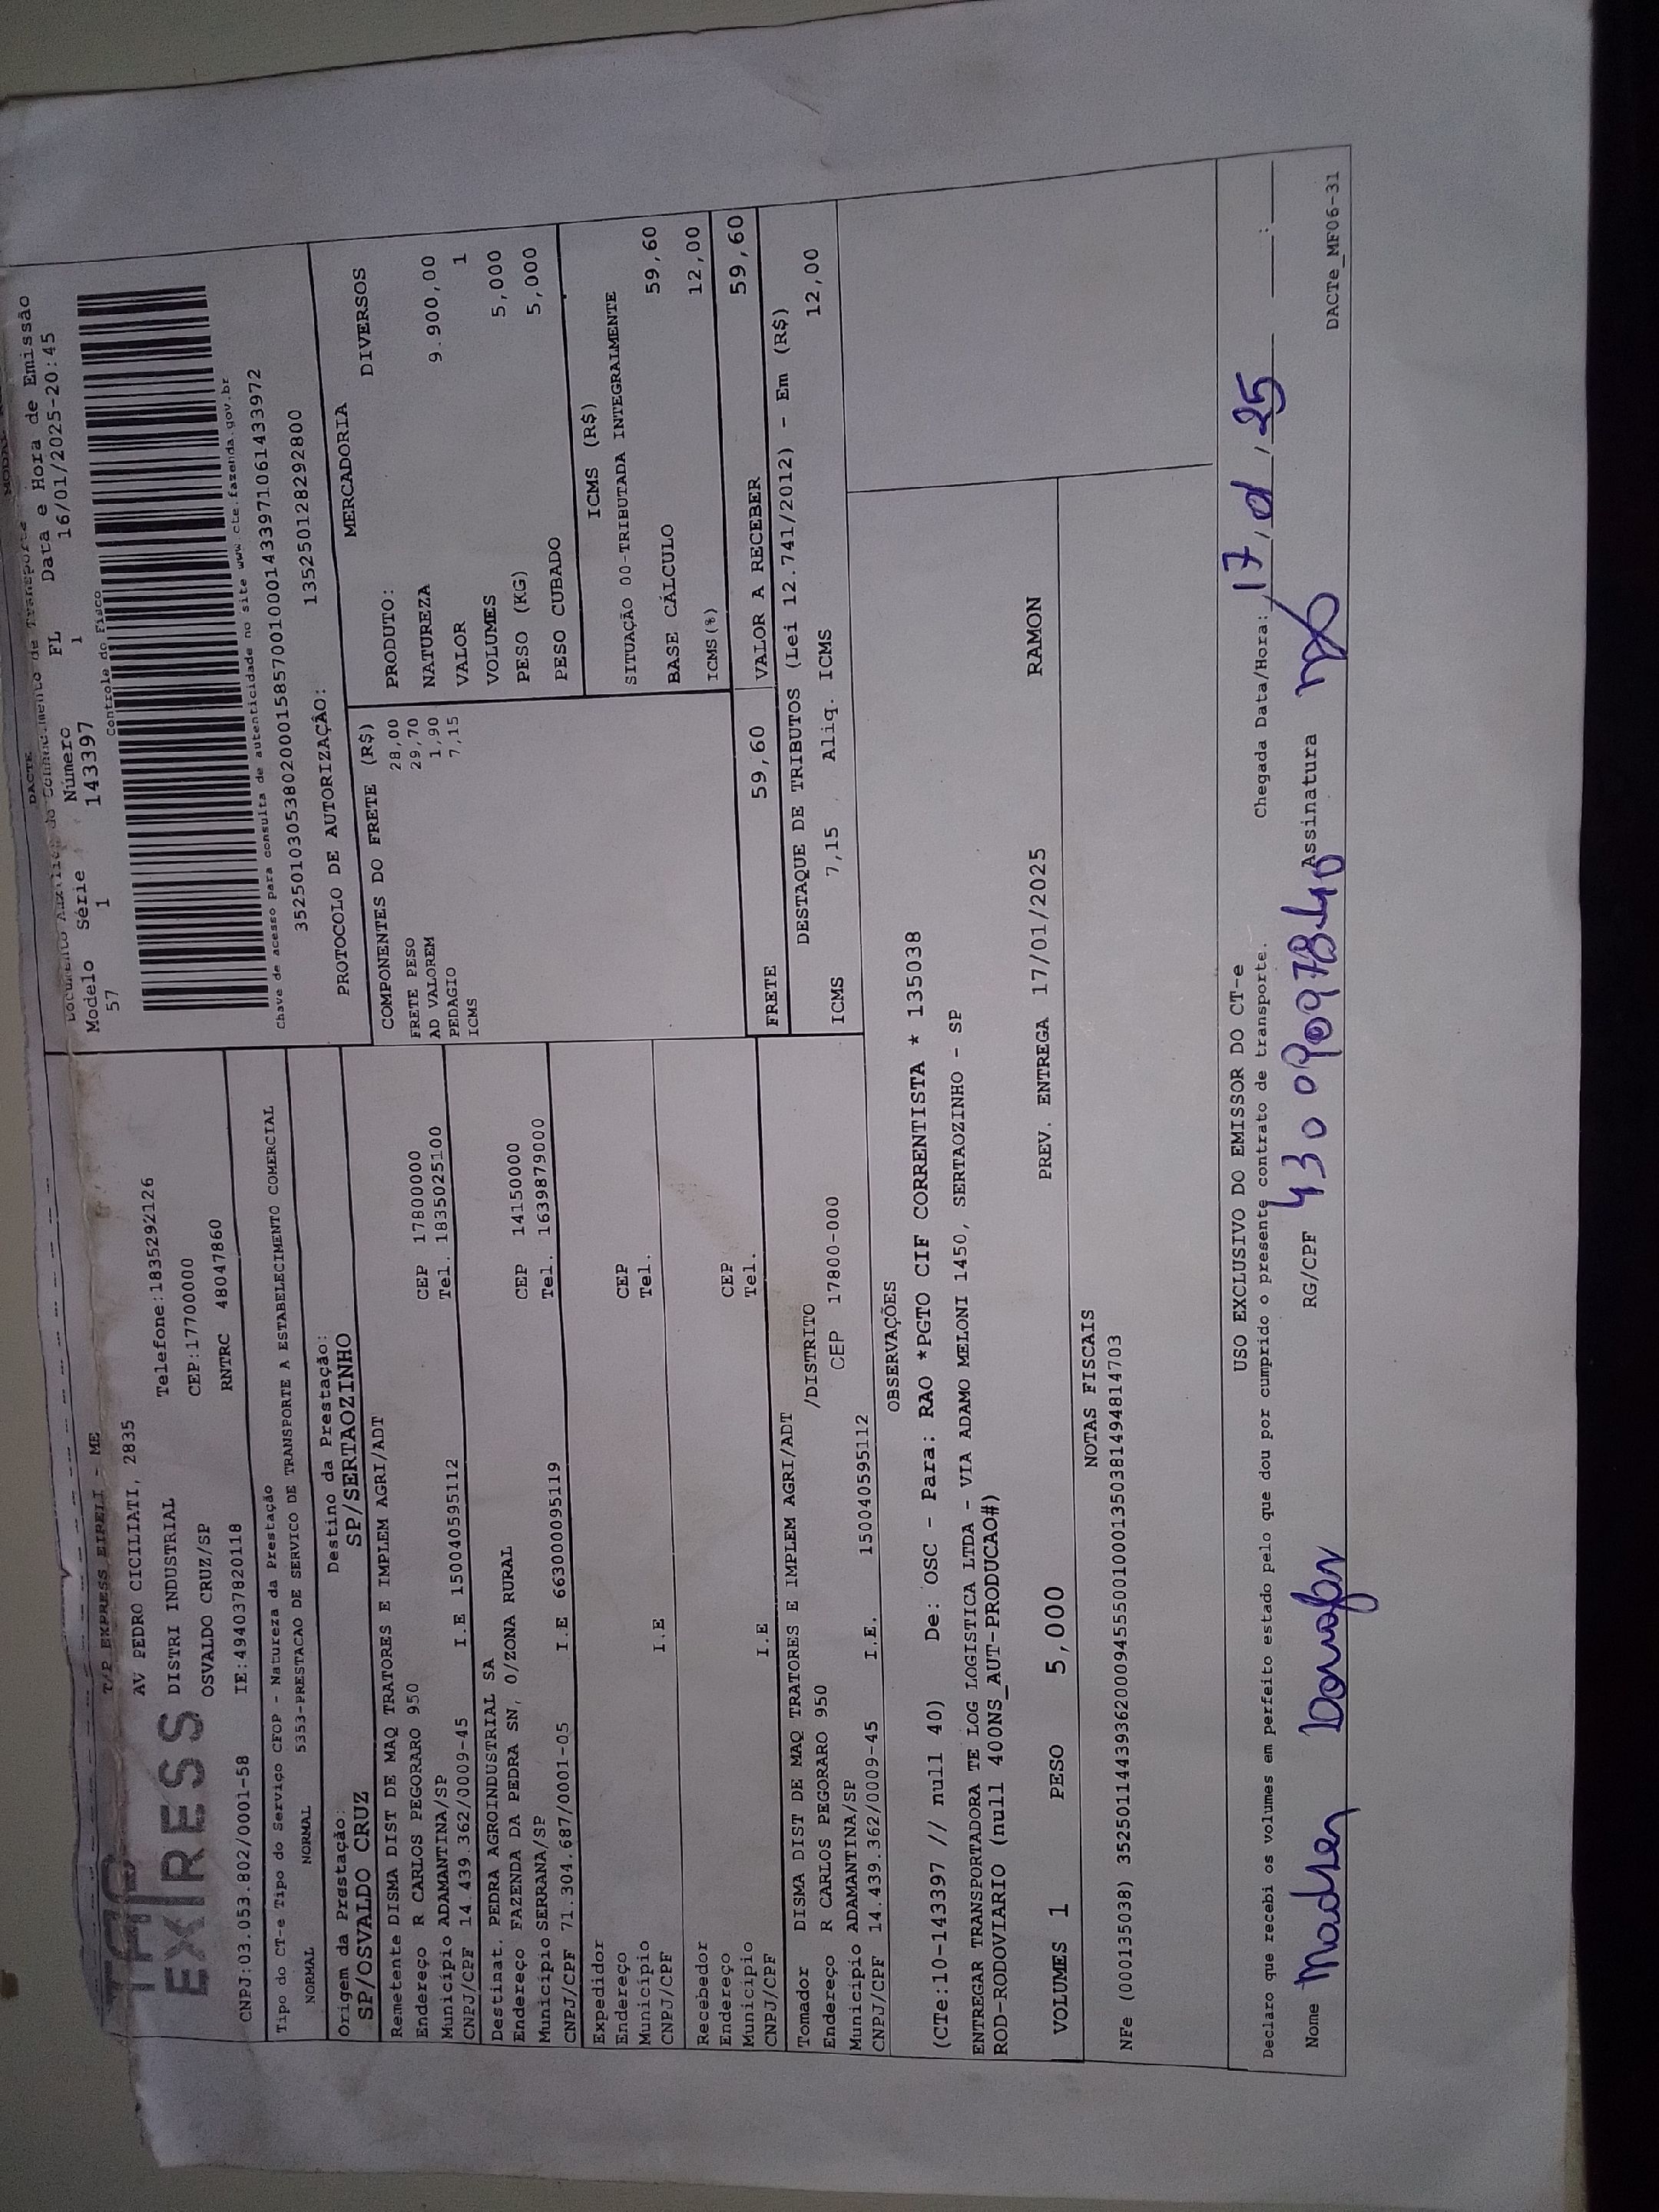 T/P EXPRESS EIRELI - ME
TAP
EXPRESS
AV PEDRO CICILIATI, 2835
DISTRI INDUSTRIAL
Telefone:1835292126
OSVALDO CRUZ/SP
CEP:17700000
CNPJ:03.053.802/0001-58 IE:494037820118
RNTRC 48047860
DACTE
Documento Auxiliar do Conhecimento de Transporte
Modelo Série Número FL Data e Hora de Emissão
57 1 143397 1 16/01/2025-20:45
Controle do Fisco
Chave de acesso para consulta de autenticidade no site www.cte.fazenda.gov.br
35250103053802000158570010001433971061433972
PROTOCOLO DE AUTORIZAÇÃO: 135250128292800
Tipo do CT-e Tipo do Serviço CFOP - Natureza da Prestação
NORMAL NORMAL 5353-PRESTACAO DE SERVICO DE TRANSPORTE A ESTABELECIMENTO COMERCIAL
Origem da Prestação: Destino da Prestação:
SP/OSVALDO CRUZ SP/SERTAOZINHO
Remetente DISMA DIST DE MAQ TRATORES E IMPLEM AGRI/ADT
Endereço R CARLOS PEGORARO 950 CEP 17800000
Município ADAMANTINA/SP Tel. 1835025100
CNPJ/CPF 14.439.362/0009-45 I.E 150040595112
Destinat. PEDRA AGROINDUSTRIAL SA
Endereço FAZENDA DA PEDRA SN, 0/ZONA RURAL CEP 14150000
Município SERRANA/SP Tel. 1639879000
CNPJ/CPF 71.304.687/0001-05 I.E 663000095119
Expedidor
Endereço CEP
Município Tel.
CNPJ/CPF I.E
Recebedor
Endereço CEP
Município Tel.
CNPJ/CPF I.E
Tomador DISMA DIST DE MAQ TRATORES E IMPLEM AGRI/ADT
Endereço R CARLOS PEGORARO 950 /DISTRITO
Município ADAMANTINA/SP CEP 17800-000
CNPJ/CPF 14.439.362/0009-45 I.E. 150040595112
COMPONENTES DO FRETE (R$)
FRETE PESO 28,00
AD VALOREM 29,70
PEDAGIO 1,90
ICMS 7,15
MERCADORIA
PRODUTO: DIVERSOS
NATUREZA
VALOR 9.900,00
VOLUMES 1
PESO (KG) 5,000
PESO CUBADO 5,000
ICMS (R$)
SITUAÇÃO 00-TRIBUTADA INTEGRALMENTE
BASE CÁLCULO 59,60
ICMS(%) 12,00
FRETE 59,60 VALOR A RECEBER 59,60
DESTAQUE DE TRIBUTOS (Lei 12.741/2012) - Em (R$)
ICMS 7,15 Aliq. ICMS 12,00
OBSERVAÇÕES
(CTe:10-143397 // null 40) De: OSC - Para: RAO *PGTO CIF CORRENTISTA * 135038
ENTREGAR TRANSPORTADORA TE LOG LOGISTICA LTDA - VIA ADAMO MELONI 1450, SERTAOZINHO - SP
ROD-RODOVIARIO (null 400NS_AUT-PRODUCAO#)
VOLUMES 1 PESO 5,000 PREV. ENTREGA 17/01/2025 RAMON
NOTAS FISCAIS
NFe (000135038) 35250114439362000945550010001350381494814703
USO EXCLUSIVO DO EMISSOR DO CT-e
Declaro que recebi os volumes em perfeito estado pelo que dou por cumprido o presente contrato de transporte. Chegada Data/Hora: 17/01/25 :
Nome RG/CPF Assinatura
DACTe_MF06-31